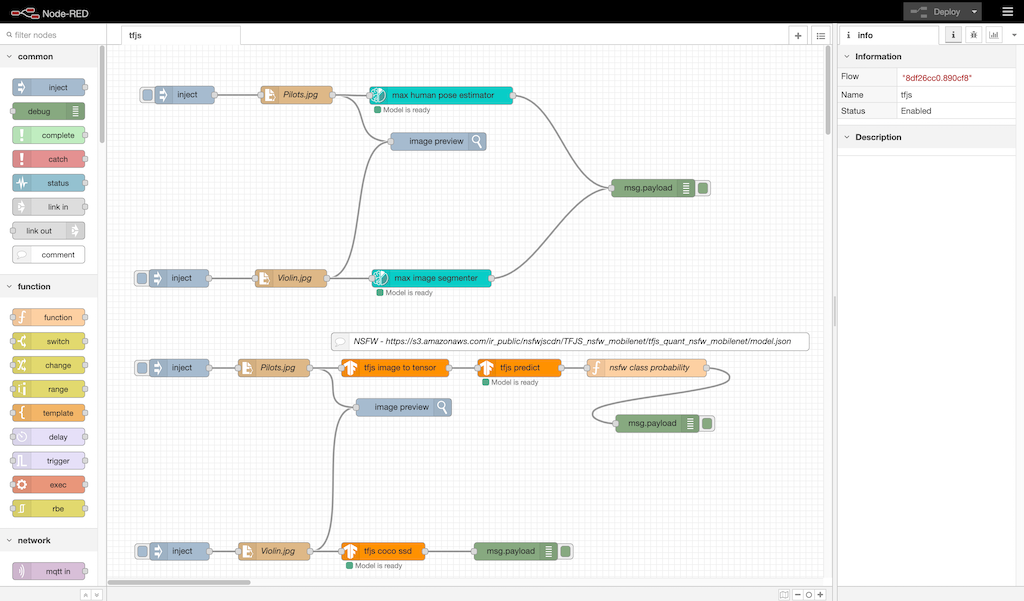 Node-RED
Deploy
filter nodes
tfjs
info
common
inject
debug
complete
catch
status
link in
link out
comment
function
function
switch
change
range
template
delay
trigger
exec
rbe
network
mqtt in
inject
Pilots.jpg
max human pose estimator
Model is ready
image preview
msg.payload
inject
Violin.jpg
max image segmenter
Model is ready
NSFW - https://s3.amazonaws.com/ir_public/nsfwjscdn/TFJS_nsfw_mobilenet/tfjs_quant_nsfw_mobilenet/model.json
inject
Pilots.jpg
tfjs image to tensor
tfjs predict
nsfw class probability
Model is ready
image preview
msg.payload
inject
Violin.jpg
tfjs coco ssd
msg.payload
Model is ready
Information
Flow "8df26cc0.890cf8"
Name tfjs
Status Enabled
Description